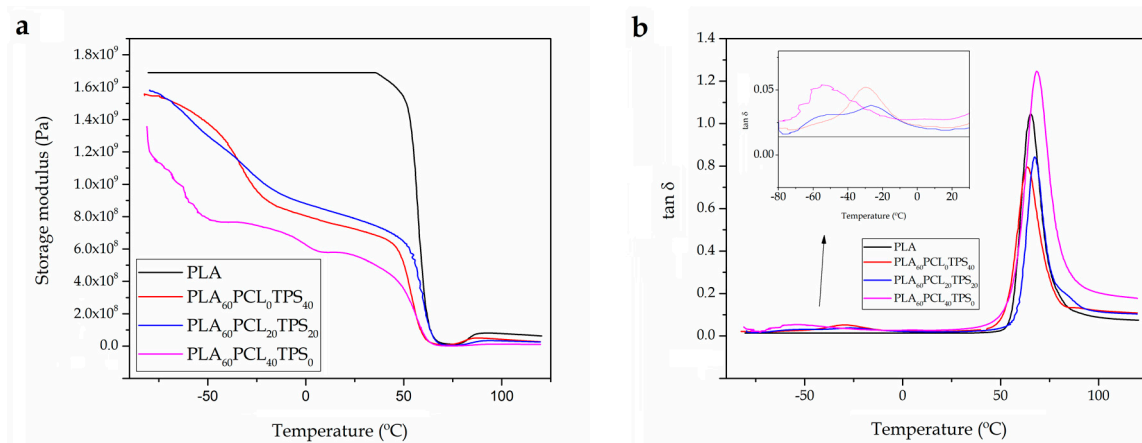 a
Storage modulus (Pa)
1.8x10⁹
1.6x10⁹
1.4x10⁹
1.2x10⁹
1.0x10⁹
8.0x10⁸
6.0x10⁸
4.0x10⁸
2.0x10⁸
0.0
-50
0
50
100
Temperature (ºC)
PLA
PLA₆₀PCL₀TPS₄₀
PLA₆₀PCL₂₀TPS₂₀
PLA₆₀PCL₄₀TPS₀
b
tan δ
1.4
1.2
1.0
0.8
0.6
0.4
0.2
0.0
-50
0
50
100
Temperature (ºC)
tan δ
0.05
0.00
-80
-60
-40
-20
0
20
Temperature (ºC)
PLA
PLA₆₀PCL₀TPS₄₀
PLA₆₀PCL₂₀TPS₂₀
PLA₆₀PCL₄₀TPS₀